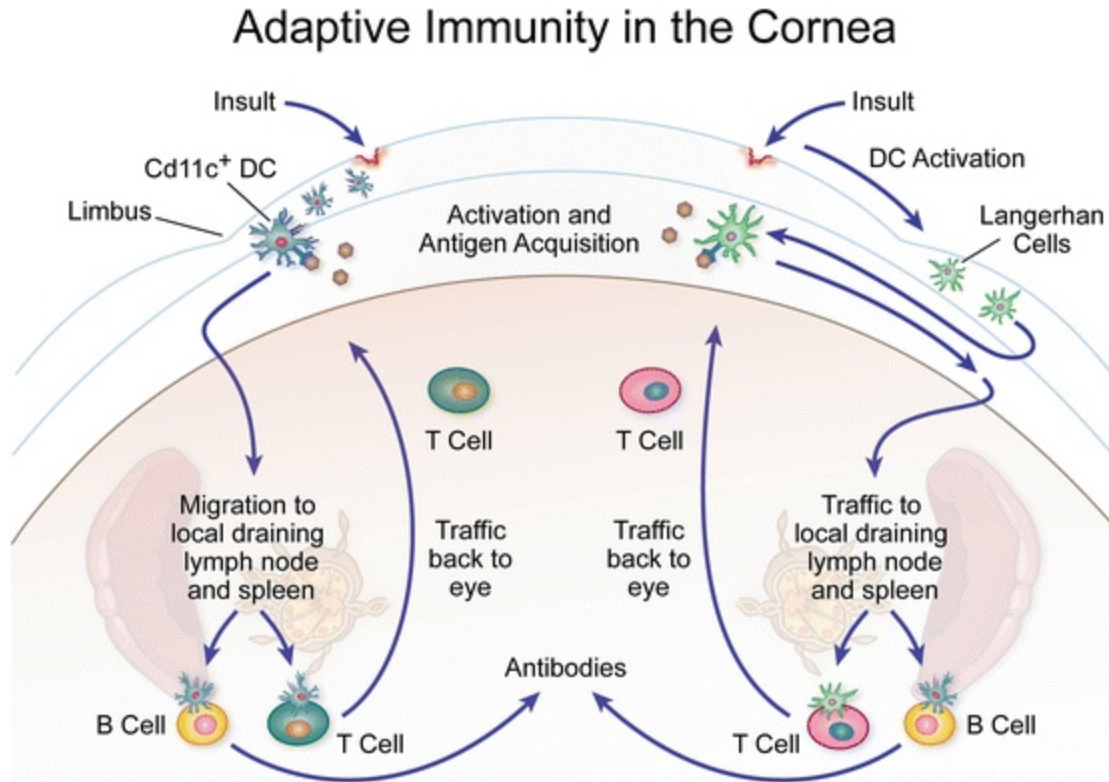 Adaptive Immunity in the Cornea
Insult
Insult
Cd11c+ DC
DC Activation
Limbus
Activation and
Antigen Acquisition
Langerhan
Cells
T Cell
T Cell
Migration to
local draining
lymph node
and spleen
Traffic
back to
eye
Traffic
back to
eye
Traffic to
local draining
lymph node
and spleen
Antibodies
B Cell
T Cell
T Cell
B Cell